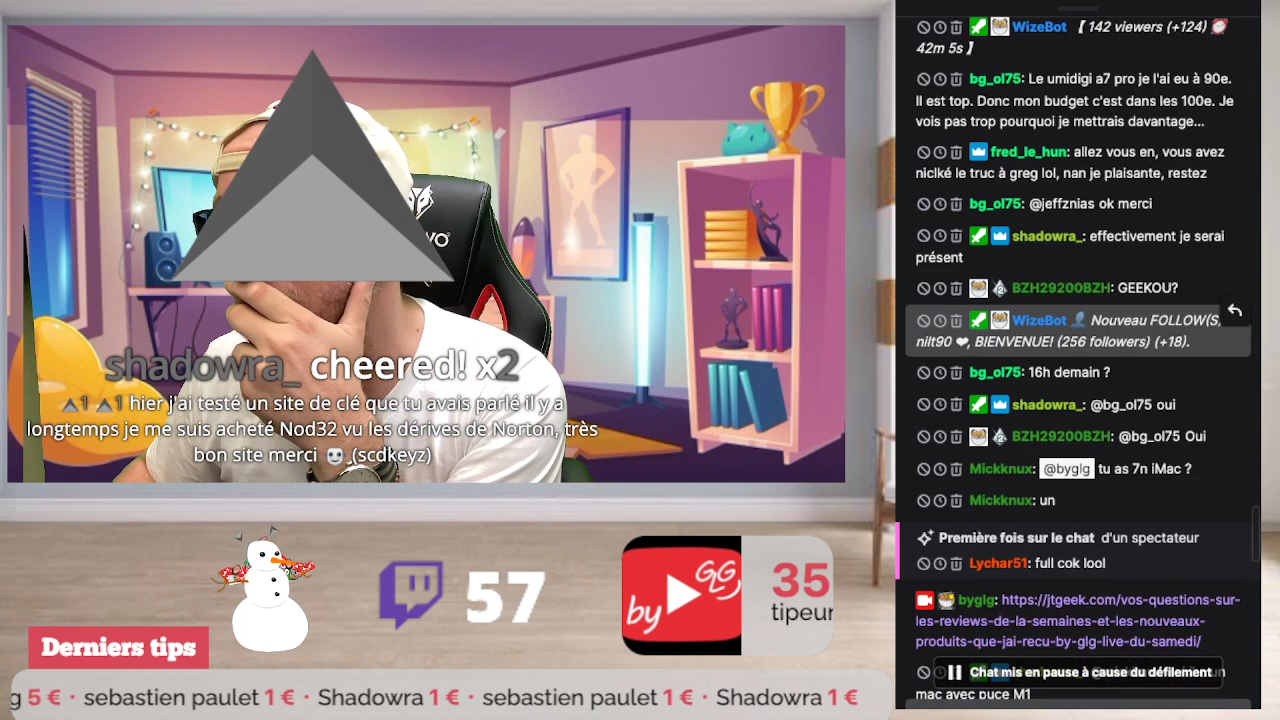 shadowra_ cheered! x2
1 1 hier j'ai testé un site de clé que tu avais parlé il y a
longtemps je me suis acheté Nod32 vu les dérives de Norton, très
bon site merci (scdkeyz)
57
by GLG
35
tipeur
Derniers tips
g 5 € · sebastien paulet 1 € · Shadowra 1 € · sebastien paulet 1 € · Shadowra 1 €
WizeBot 【 142 viewers (+124)
42m 5s 】
bg_ol75: Le umidigi a7 pro je l'ai eu à 90e.
Il est top. Donc mon budget c'est dans les 100e. Je
vois pas trop pourquoi je mettrais davantage...
fred_le_hun: allez vous en, vous avez
niclké le truc à greg lol, nan je plaisante, restez
bg_ol75: @jeffznias ok merci
shadowra_: effectivement je serai
présent
BZH29200BZH: GEEKOU?
WizeBot Nouveau FOLLOW(S,
nilt90 ❤, BIENVENUE! (256 followers) (+18).
bg_ol75: 16h demain ?
shadowra_: @bg_ol75 oui
BZH29200BZH: @bg_ol75 Oui
Mickknux: @byglg tu as 7n iMac ?
Mickknux: un
Première fois sur le chat d'un spectateur
Lychar51: full cok lool
byglg: https://jtgeek.com/vos-questions-sur-
les-reviews-de-la-semaines-et-les-nouveaux-
produits-que-jai-recu-by-glg-live-du-samedi/
Chat mis en pause à cause du défilement un
mac avec puce M1